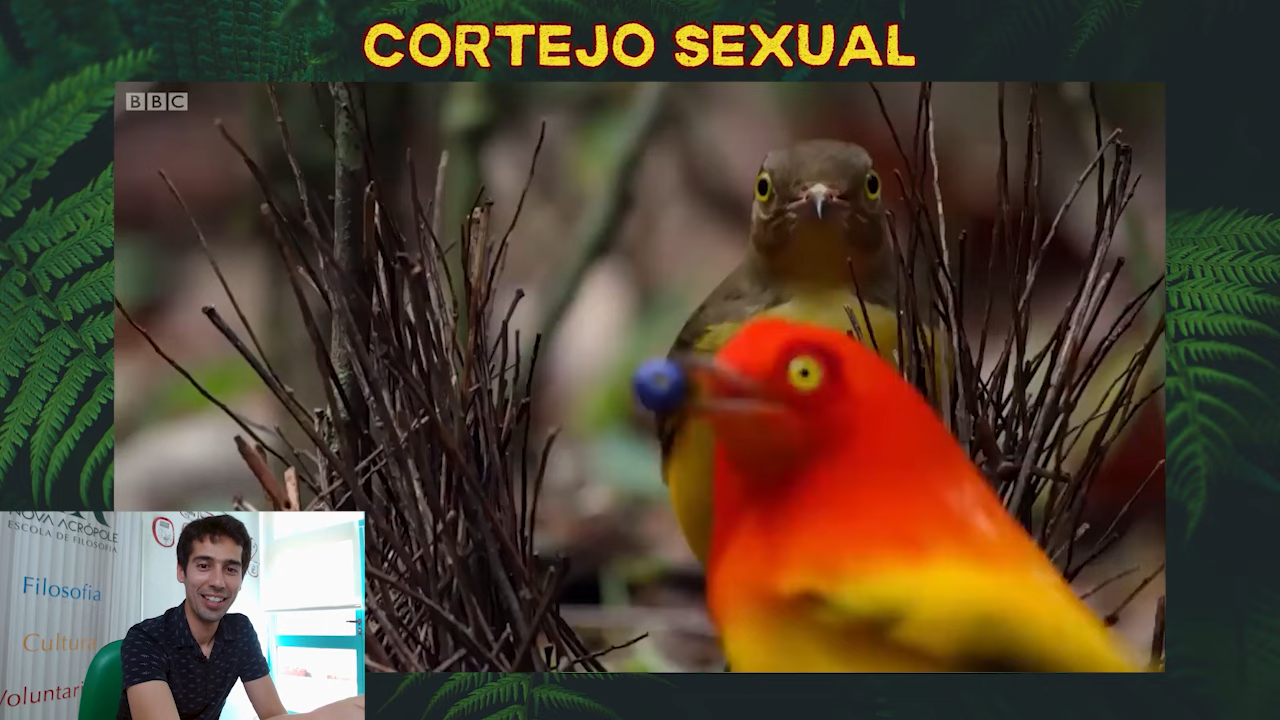 CORTEJO SEXUAL
BBC
NOVA ACRÓPOLE
ESCOLA DE FILOSOFIA
Filosofia
Cultura
Voluntari